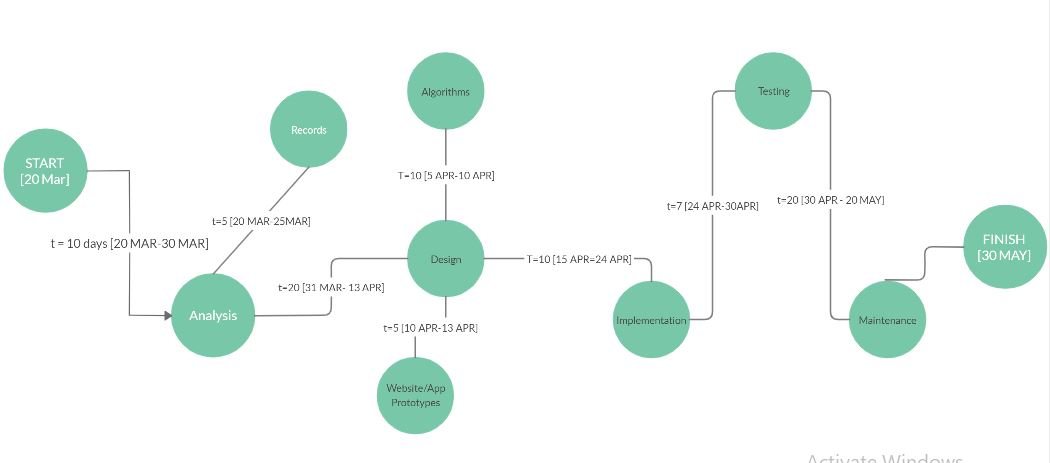 START
[20 Mar]
t = 10 days [20 MAR-30 MAR]
Analysis
Records
t=5 [20 MAR-25MAR]
t=20 [31 MAR- 13 APR]
Algorithms
T=10 [5 APR-10 APR]
Design
t=5 [10 APR-13 APR]
Website/App
Prototypes
T=10 [15 APR=24 APR]
Implementation
t=7 [24 APR-30APR]
Testing
t=20 [30 APR - 20 MAY]
Maintenance
FINISH
[30 MAY]
Activate Windows